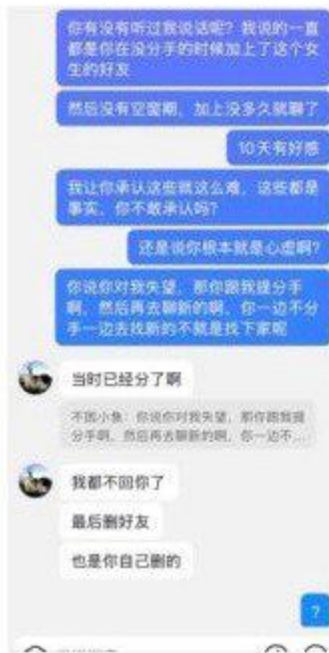 你有没有听过我说话呢？我说的一直
都是你在没分手的时候加上了这个女
生的好友
然后没有空窗期，加上没多久就聊了
10天有好感
我让你承认这些就这么难，这些都是
事实，你不敢承认吗？
还是说你根本就是心虚啊？
你说你对我失望，那你跟我提分手
啊，然后再去聊新的啊，你一边不分
手一边去找新的不就是找下家呢
当时已经分了啊
不困小鱼：你说你对我失望，那你跟我提
分手啊，然后再去聊新的啊，你一边不...
我都不回你了
最后删好友
也是你自己删的
？